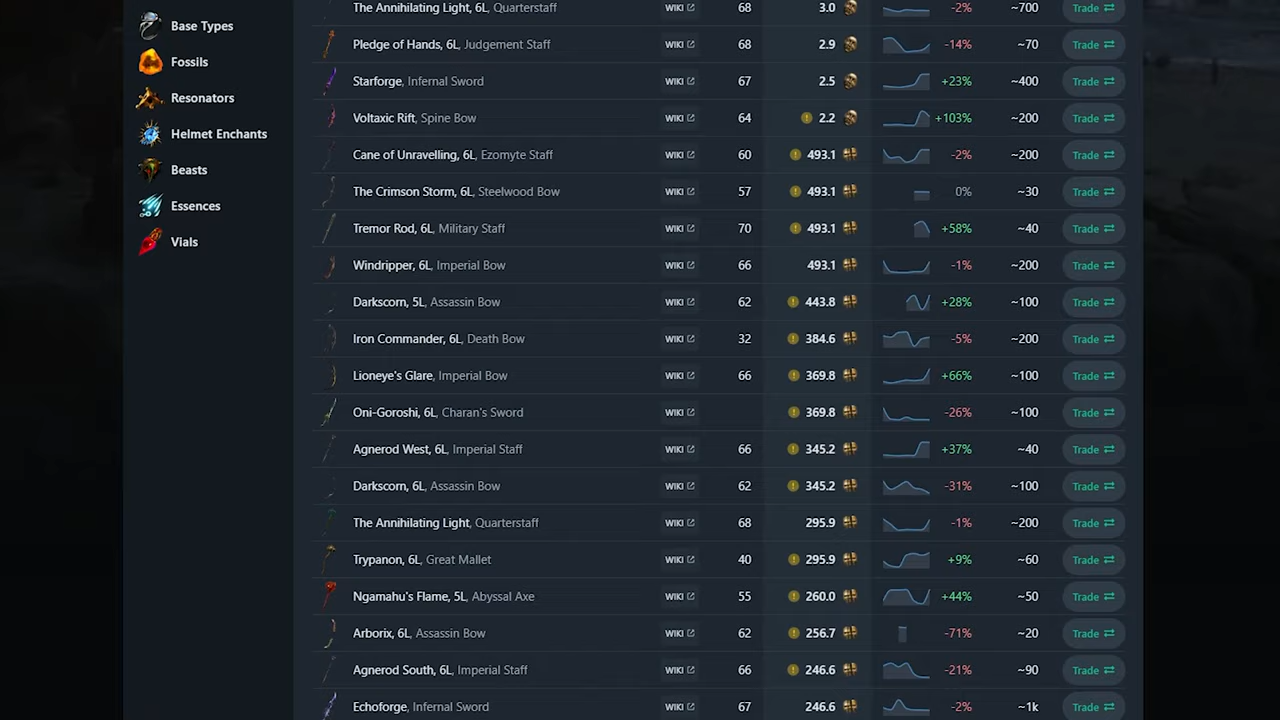 Base Types
Fossils
Resonators
Helmet Enchants
Beasts
Essences
Vials
The Annihilating Light, 6L, Quarterstaff WIKI 68 3.0 -2% ~700 Trade
Pledge of Hands, 6L, Judgement Staff WIKI 68 2.9 -14% ~70 Trade
Starforge, Infernal Sword WIKI 67 2.5 +23% ~400 Trade
Voltaxic Rift, Spine Bow WIKI 64 2.2 +103% ~200 Trade
Cane of Unravelling, 6L, Ezomyte Staff WIKI 60 493.1 -2% ~200 Trade
The Crimson Storm, 6L, Steelwood Bow WIKI 57 493.1 0% ~30 Trade
Tremor Rod, 6L, Military Staff WIKI 70 493.1 +58% ~40 Trade
Windripper, 6L, Imperial Bow WIKI 66 493.1 -1% ~200 Trade
Darkscorn, 5L, Assassin Bow WIKI 62 443.8 +28% ~100 Trade
Iron Commander, 6L, Death Bow WIKI 32 384.6 -5% ~200 Trade
Lioneye's Glare, Imperial Bow WIKI 66 369.8 +66% ~100 Trade
Oni-Goroshi, 6L, Charan's Sword WIKI 369.8 -26% ~100 Trade
Agnerod West, 6L, Imperial Staff WIKI 66 345.2 +37% ~40 Trade
Darkscorn, 6L, Assassin Bow WIKI 62 345.2 -31% ~100 Trade
The Annihilating Light, Quarterstaff WIKI 68 295.9 -1% ~200 Trade
Trypanon, 6L, Great Mallet WIKI 40 295.9 +9% ~60 Trade
Ngamahu's Flame, 5L, Abyssal Axe WIKI 55 260.0 +44% ~50 Trade
Arborix, 6L, Assassin Bow WIKI 62 256.7 -71% ~20 Trade
Agnerod South, 6L, Imperial Staff WIKI 66 246.6 -21% ~90 Trade
Echoforge, Infernal Sword WIKI 67 246.6 -2% ~1k Trade